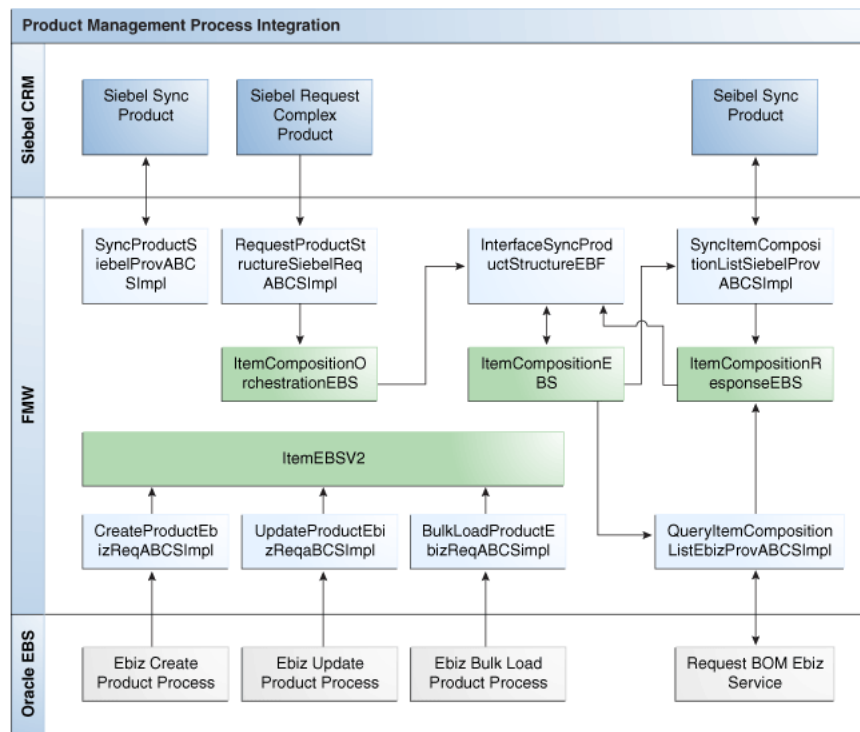 Product Management Process Integration
Siebel CRM
Siebel Sync
Product
Siebel Request
Complex
Product
Seibel Sync
Product
FMW
SyncProductS
iebelProvABC
SImpl
RequestProductSt
ructureSiebelReq
ABCSImpl
InterfaceSyncPro
ductStructureEBF
SyncItemComposi
tionListSiebelProv
ABCSImpl
ItemCompositionO
rchestrationEBS
ItemCompositionE
BS
ItemCompositionR
esponseEBS
ItemEBSV2
CreateProductEb
izReqABCSImpl
UpdateProductEbi
zReqaBCSImpl
BulkLoadProductE
bizReqABCSimpl
QueryItemComposition
ListEbizProvABCSImpl
Oracle EBS
Ebiz Create
Product Process
Ebiz Update
Product Process
Ebiz Bulk Load
Product Process
Request BOM Ebiz
Service